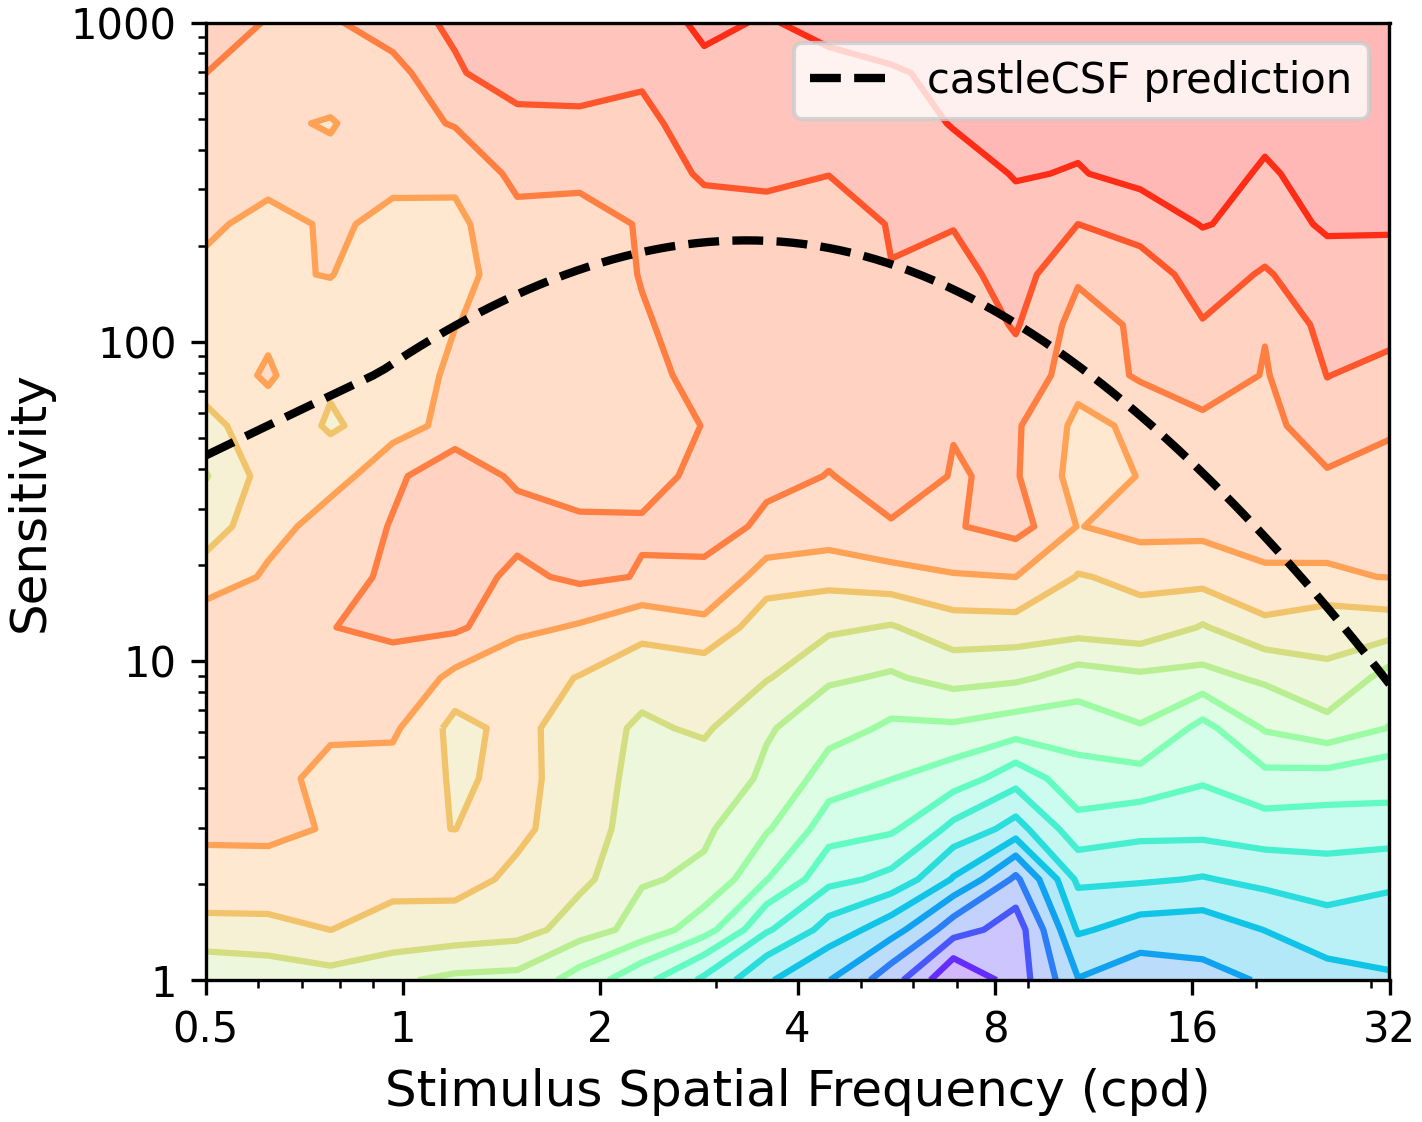 1000
100
10
1
Sensitivity
castleCSF prediction
0.5 1 2 4 8 16 32
Stimulus Spatial Frequency (cpd)